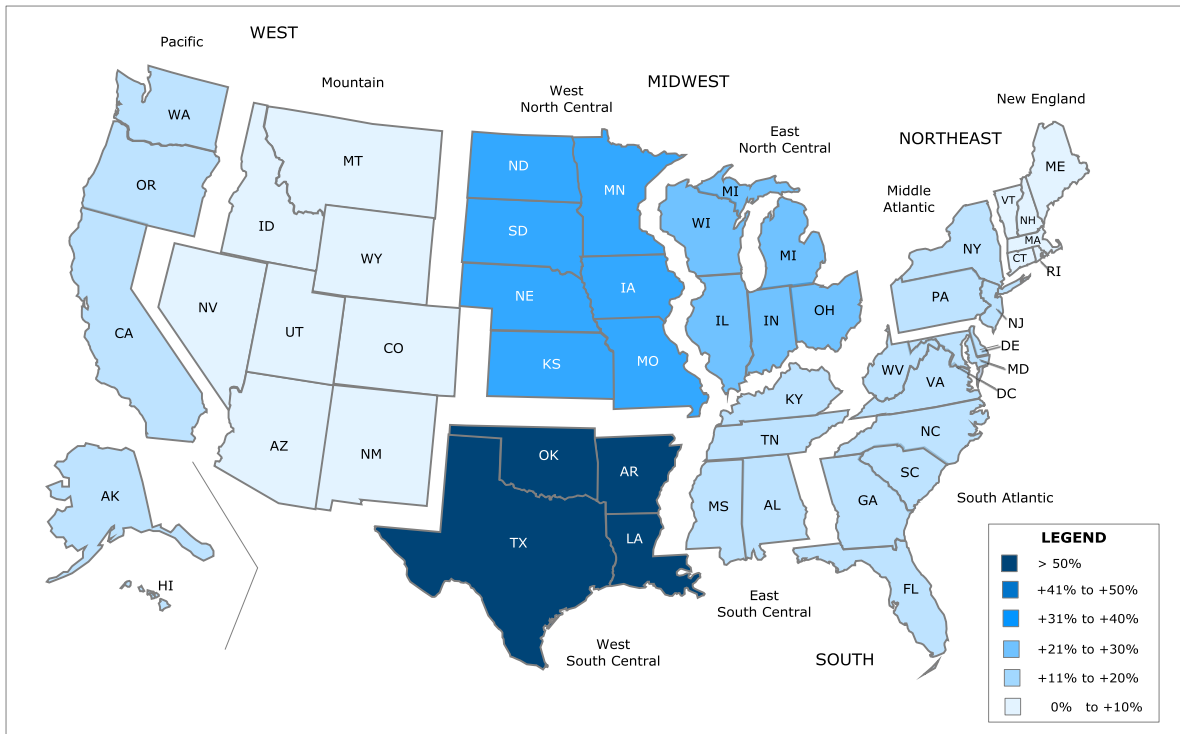 WEST
Pacific
Mountain
MIDWEST
West
North Central
East
North Central
New England
NORTHEAST
Middle
Atlantic
WA
OR
CA
AK
HI
MT
ID
WY
NV
UT
CO
AZ
NM
ND
SD
NE
KS
MN
IA
MO
MI
WI
MI
IL
IN
OH
ME
VT
NH
MA
CT
RI
NY
PA
NJ
DE
MD
DC
WV
VA
NC
SC
GA
FL
South Atlantic
KY
TN
MS
AL
East
South Central
OK
AR
TX
LA
West
South Central
SOUTH
LEGEND
> 50%
+41% to +50%
+31% to +40%
+21% to +30%
+11% to +20%
0% to +10%